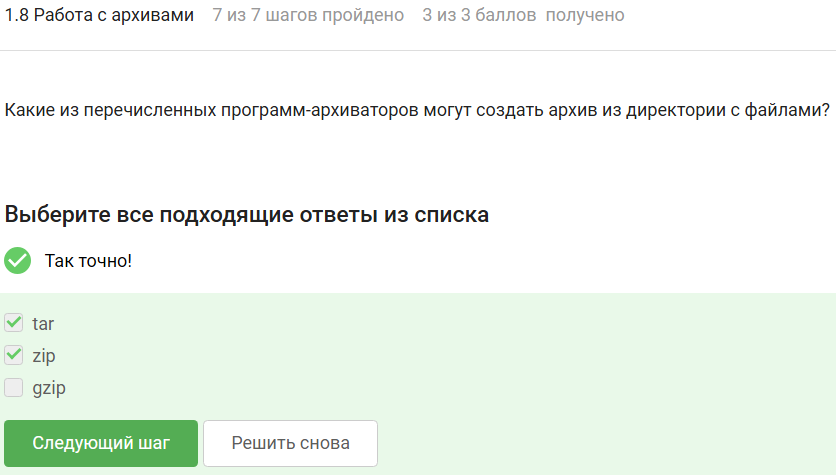 1.8 Работа с архивами 7 из 7 шагов пройдено 3 из 3 баллов получено
Какие из перечисленных программ-архиваторов могут создать архив из директории с файлами?
Выберите все подходящие ответы из списка
Так точно!
tar
zip
gzip
Следующий шаг Решить снова